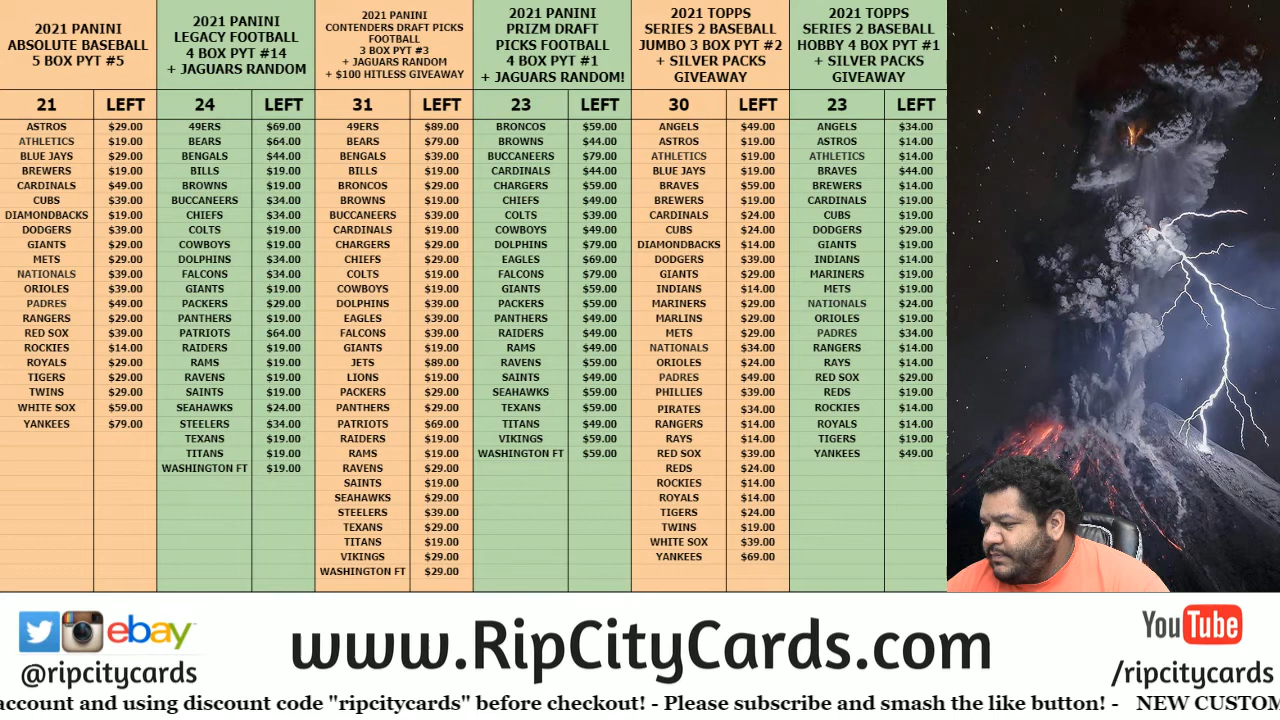 2021 PANINI
ABSOLUTE BASEBALL
5 BOX PYT #5
21 LEFT
ASTROS $29.00
ATHLETICS $19.00
BLUE JAYS $29.00
BREWERS $19.00
CARDINALS $49.00
CUBS $39.00
DIAMONDBACKS $19.00
DODGERS $39.00
GIANTS $29.00
METS $29.00
NATIONALS $39.00
ORIOLES $39.00
PADRES $49.00
RANGERS $29.00
RED SOX $39.00
ROCKIES $14.00
ROYALS $29.00
TIGERS $29.00
TWINS $29.00
WHITE SOX $59.00
YANKEES $79.00
2021 PANINI
LEGACY FOOTBALL
4 BOX PYT #14
+ JAGUARS RANDOM
24 LEFT
49ERS $69.00
BEARS $64.00
BENGALS $44.00
BILLS $19.00
BROWNS $19.00
BUCCANEERS $34.00
CHIEFS $34.00
COLTS $19.00
COWBOYS $19.00
DOLPHINS $34.00
FALCONS $34.00
GIANTS $19.00
PACKERS $29.00
PANTHERS $19.00
PATRIOTS $64.00
RAIDERS $19.00
RAMS $19.00
RAVENS $19.00
SAINTS $19.00
SEAHAWKS $24.00
STEELERS $34.00
TEXANS $19.00
TITANS $19.00
WASHINGTON FT $19.00
2021 PANINI
CONTENDERS DRAFT PICKS
FOOTBALL
3 BOX PYT #3
+ JAGUARS RANDOM
+ $100 HITLESS GIVEAWAY
31 LEFT
49ERS $89.00
BEARS $79.00
BENGALS $39.00
BILLS $19.00
BRONCOS $29.00
BROWNS $19.00
BUCCANEERS $39.00
CARDINALS $19.00
CHARGERS $29.00
CHIEFS $29.00
COLTS $19.00
COWBOYS $19.00
DOLPHINS $39.00
EAGLES $39.00
FALCONS $39.00
GIANTS $19.00
JETS $89.00
LIONS $19.00
PACKERS $29.00
PANTHERS $29.00
PATRIOTS $69.00
RAIDERS $19.00
RAMS $19.00
RAVENS $29.00
SAINTS $19.00
SEAHAWKS $29.00
STEELERS $39.00
TEXANS $29.00
TITANS $19.00
VIKINGS $29.00
WASHINGTON FT $29.00
2021 PANINI
PRIZM DRAFT
PICKS FOOTBALL
4 BOX PYT #1
+ JAGUARS RANDOM!
23 LEFT
BRONCOS $59.00
BROWNS $44.00
BUCCANEERS $79.00
CARDINALS $44.00
CHARGERS $59.00
CHIEFS $49.00
COLTS $39.00
COWBOYS $49.00
DOLPHINS $79.00
EAGLES $69.00
FALCONS $79.00
GIANTS $59.00
PACKERS $59.00
PANTHERS $49.00
RAIDERS $49.00
RAMS $49.00
RAVENS $59.00
SAINTS $49.00
SEAHAWKS $59.00
TEXANS $59.00
TITANS $49.00
VIKINGS $59.00
WASHINGTON FT $59.00
2021 TOPPS
SERIES 2 BASEBALL
JUMBO 3 BOX PYT #2
+ SILVER PACKS
GIVEAWAY
30 LEFT
ANGELS $49.00
ASTROS $19.00
ATHLETICS $19.00
BLUE JAYS $19.00
BRAVES $59.00
BREWERS $19.00
CARDINALS $24.00
CUBS $24.00
DIAMONDBACKS $14.00
DODGERS $39.00
GIANTS $29.00
INDIANS $14.00
MARINERS $29.00
MARLINS $29.00
METS $29.00
NATIONALS $34.00
ORIOLES $24.00
PADRES $49.00
PHILLIES $39.00
PIRATES $34.00
RANGERS $14.00
RAYS $14.00
RED SOX $39.00
REDS $24.00
ROCKIES $14.00
ROYALS $14.00
TIGERS $24.00
TWINS $19.00
WHITE SOX $39.00
YANKEES $69.00
2021 TOPPS
SERIES 2 BASEBALL
HOBBY 4 BOX PYT #1
+ SILVER PACKS
GIVEAWAY
23 LEFT
ANGELS $34.00
ASTROS $14.00
ATHLETICS $14.00
BRAVES $44.00
BREWERS $14.00
CARDINALS $19.00
CUBS $19.00
DODGERS $29.00
GIANTS $19.00
INDIANS $14.00
MARINERS $19.00
METS $19.00
NATIONALS $24.00
ORIOLES $19.00
PADRES $34.00
RANGERS $14.00
RAYS $14.00
RED SOX $29.00
REDS $19.00
ROCKIES $14.00
ROYALS $14.00
TIGERS $19.00
YANKEES $49.00
ebay
@ripcitycards
www.RipCityCards.com
YouTube
/ripcitycards
account and using discount code "ripcitycards" before checkout! - Please subscribe and smash the like button! - NEW CUSTOM